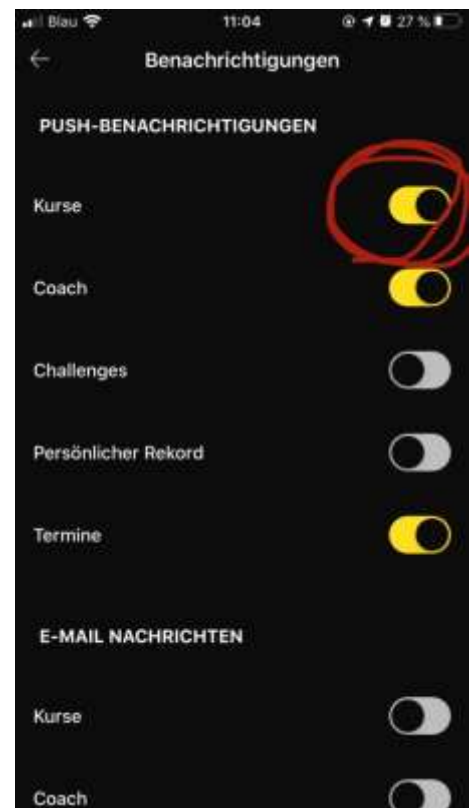 Blau 11:04 27 %
Benachrichtigungen
PUSH-BENACHRICHTIGUNGEN
Kurse
Coach
Challenges
Persönlicher Rekord
Termine
E-MAIL NACHRICHTEN
Kurse
Coach